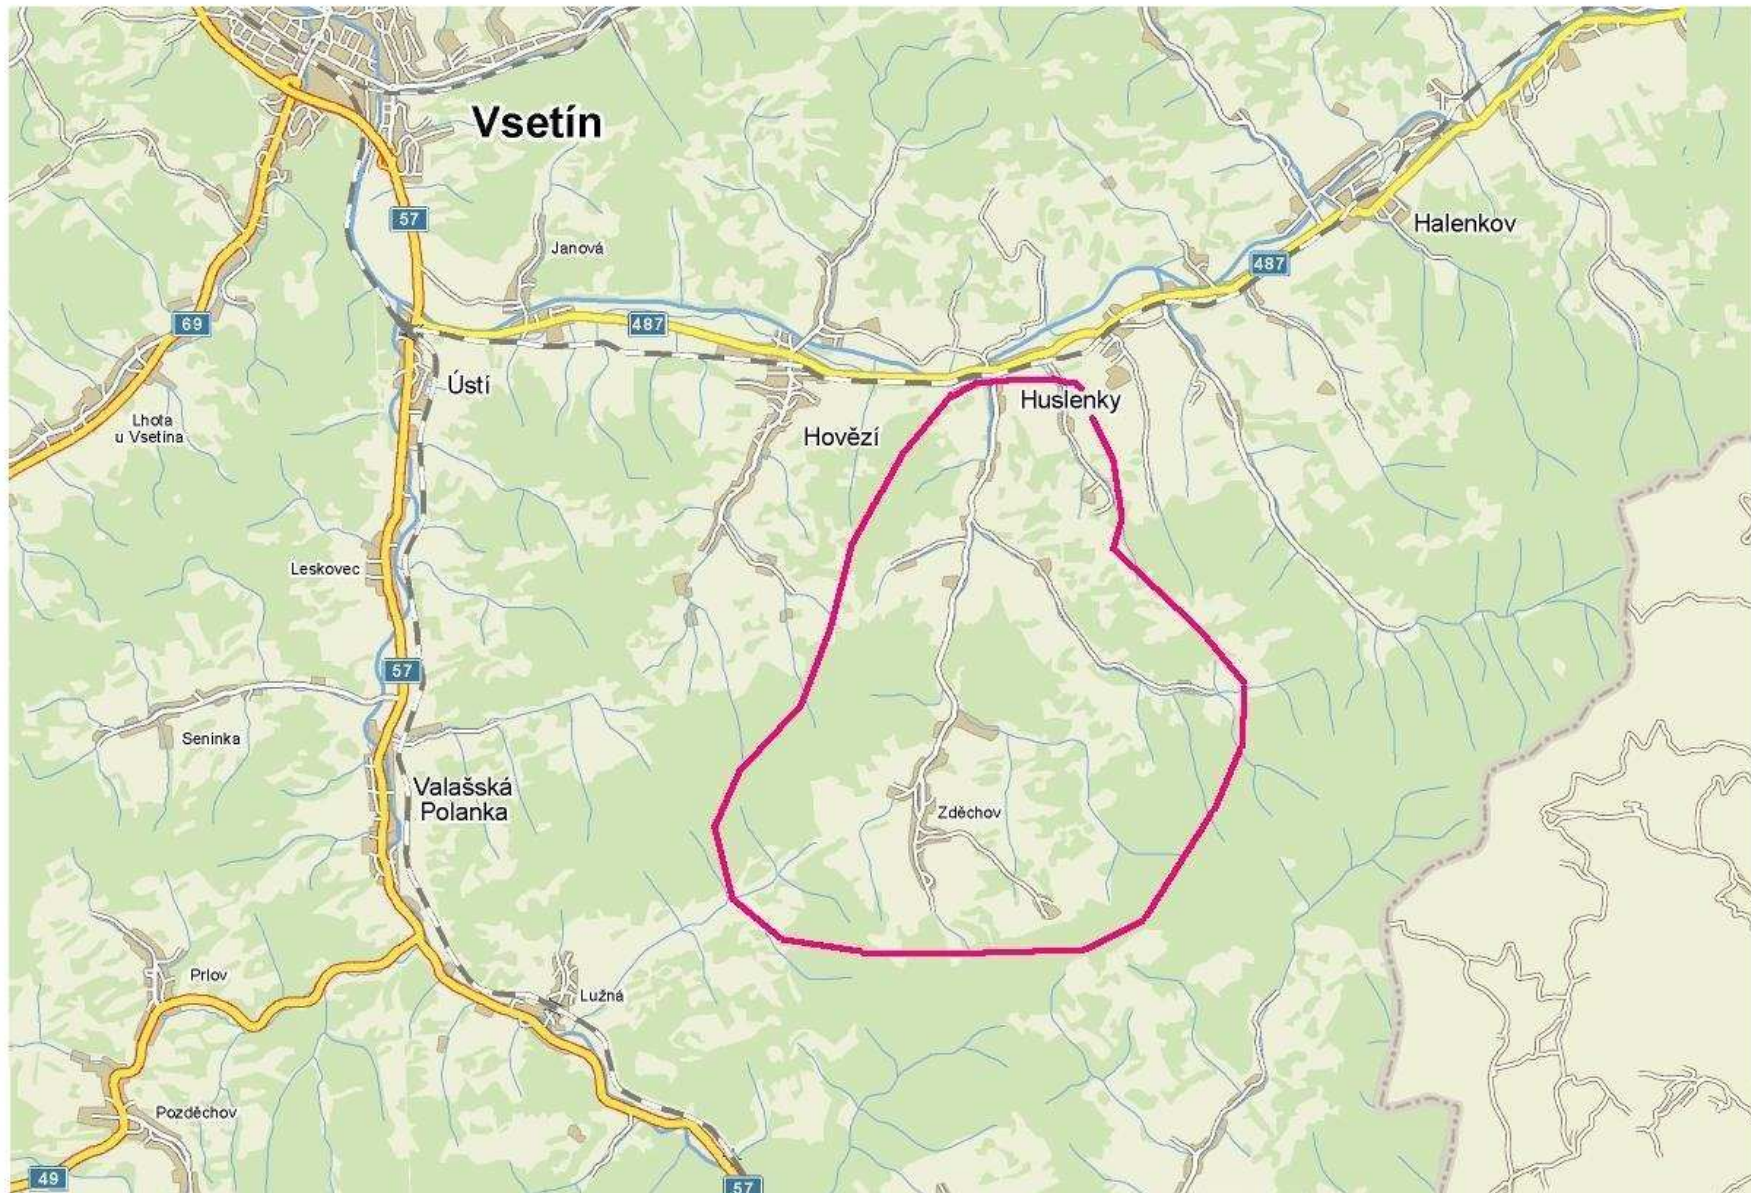 Vsetín
57
Janová
Halenkov
487
69
487
Ústí
Huslenky
Lhota
u Vsetína
Hovězí
Leskovec
57
Seninka
Valašská
Polanka
Zděchov
Prlov
Lužná
Pozděchov
49
57